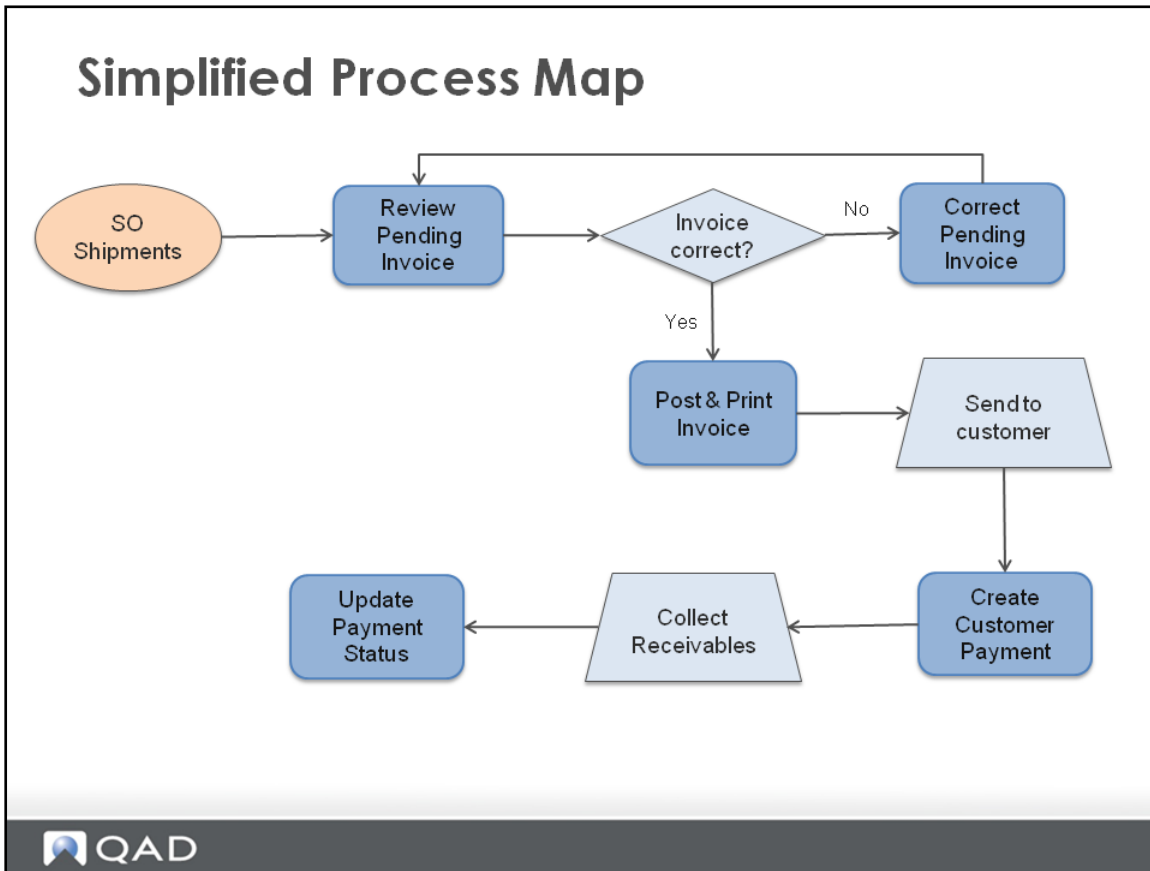 Simplified Process Map
SO
Shipments
Review
Pending
Invoice
Invoice
correct?
No
Correct
Pending
Invoice
Yes
Post & Print
Invoice
Send to
customer
Update
Payment
Status
Collect
Receivables
Create
Customer
Payment
QAD